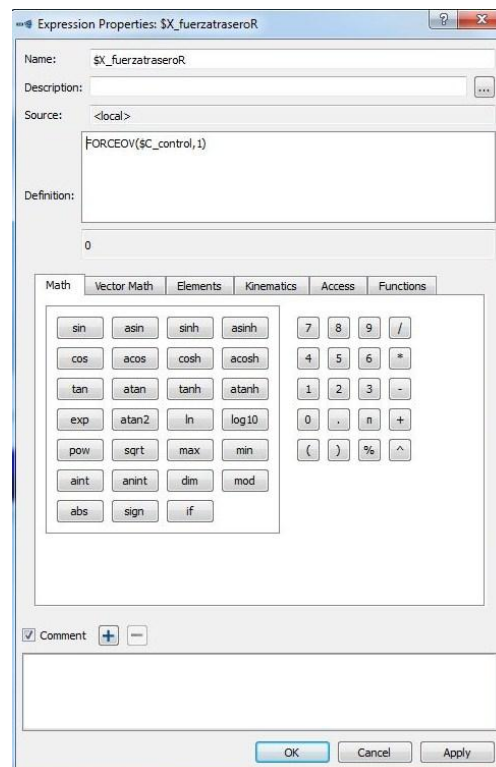 Expression Properties: $X_fuerzatraseroR
? X
Name: $X_fuerzatraseroR
Description: ...
Source: <local>
FORCEOV($C_control,1)
Definition:
0
Math Vector Math Elements Kinematics Access Functions
sin asin sinh asinh 7 8 9 /
cos acos cosh acosh 4 5 6 *
tan atan tanh atanh 1 2 3 -
exp atan2 ln log10 0 . π +
pow sqrt max min ( ) % ^
aint anint dim mod
abs sign if
Comment + −
OK Cancel Apply